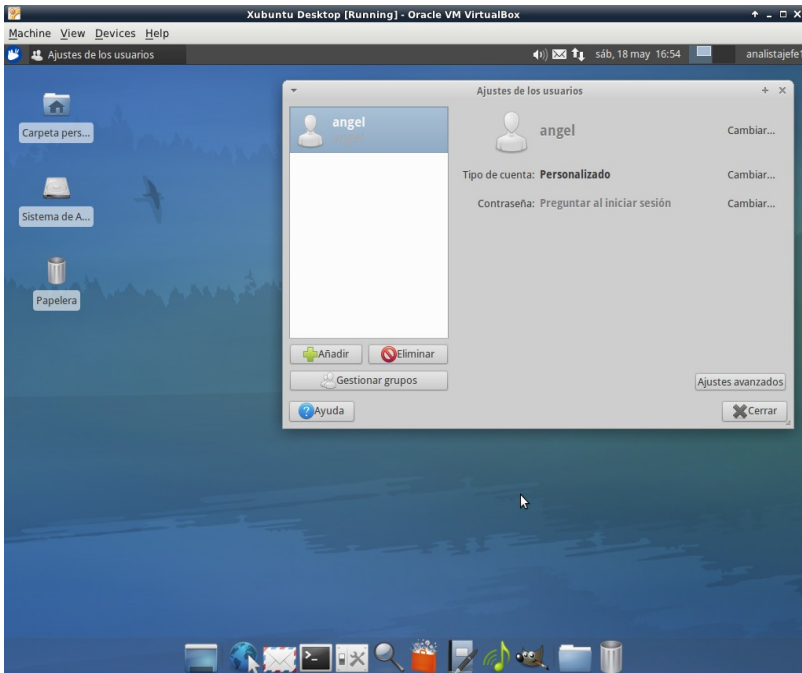 Xubuntu Desktop [Running] - Oracle VM VirtualBox
Machine View Devices Help
Ajustes de los usuarios
sáb, 18 may 16:54
analistajefe1
Ajustes de los usuarios
Carpeta pers...
Sistema de A...
Papelera
angel
angel
Cambiar...
Tipo de cuenta: Personalizado
Cambiar...
Contraseña: Preguntar al iniciar sesión
Cambiar...
Añadir
Eliminar
Gestionar grupos
Ajustes avanzados
Ayuda
Cerrar